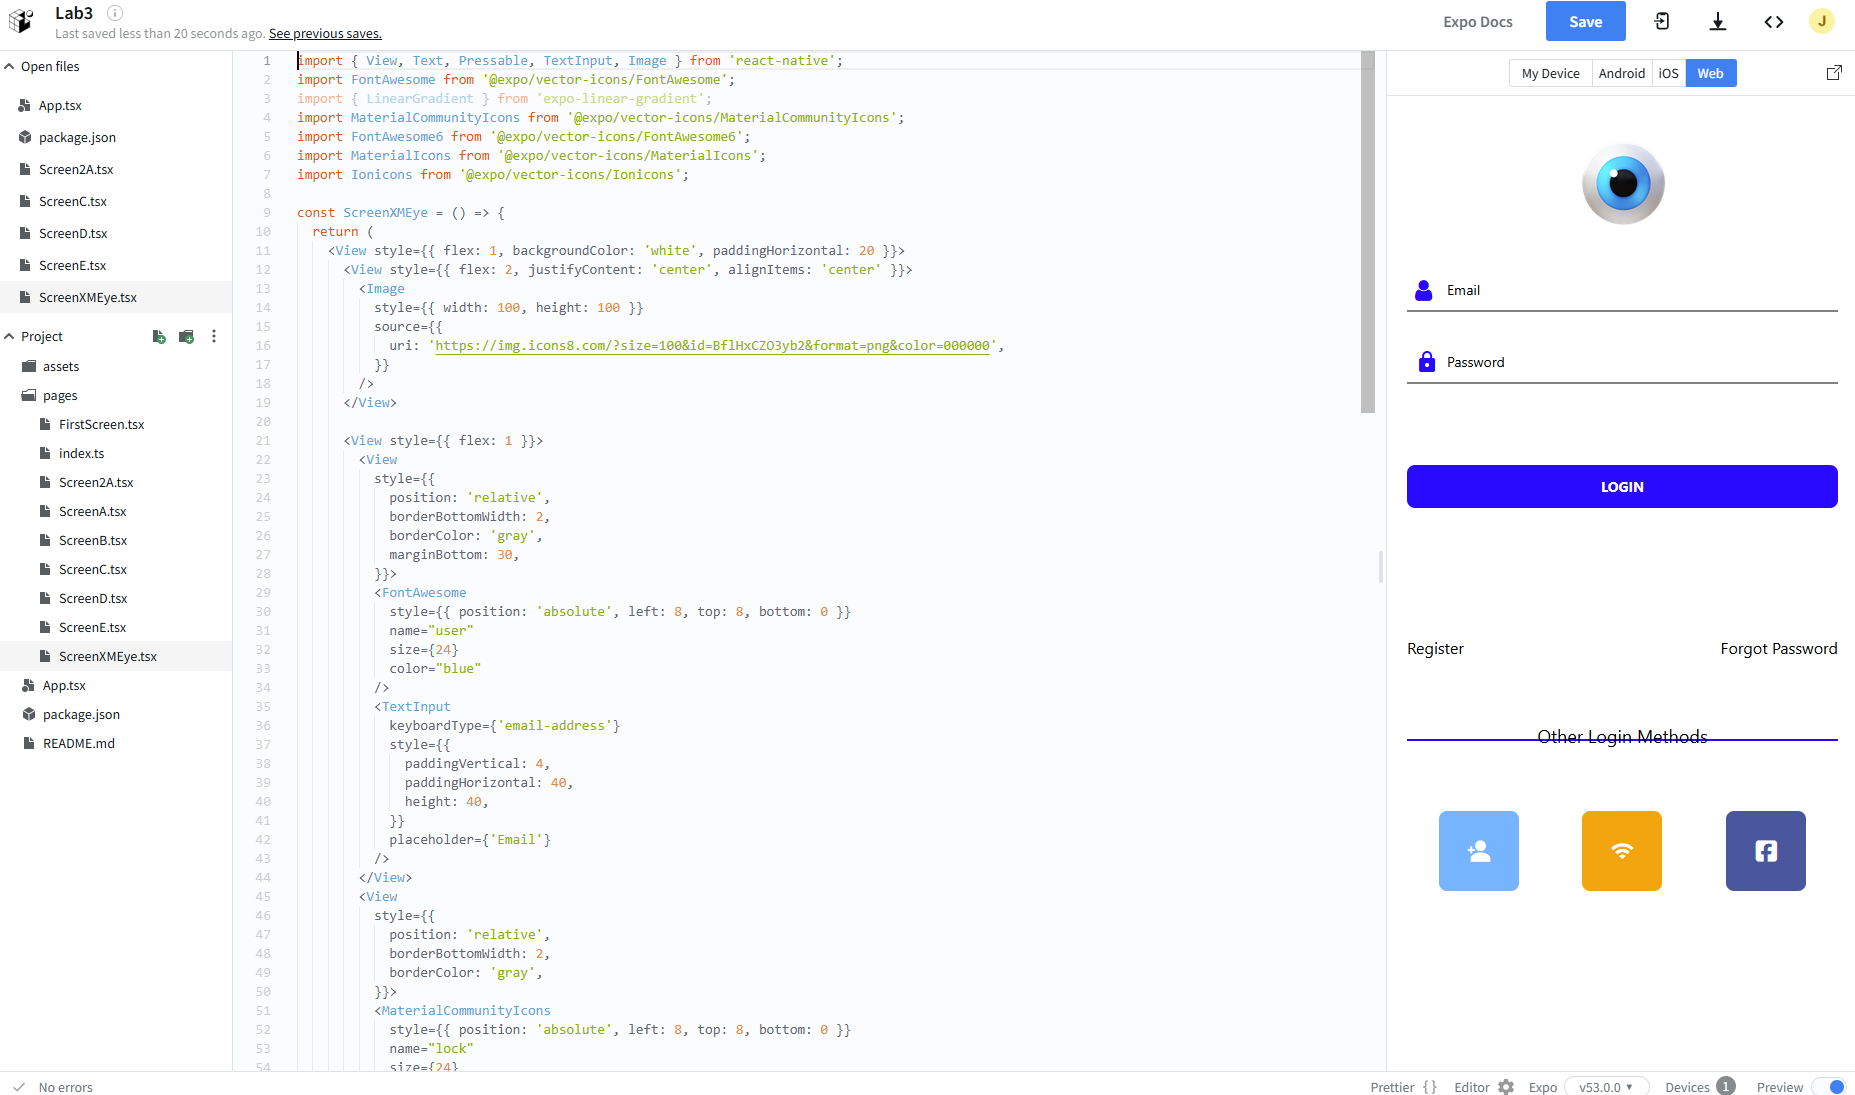 Lab3
Last saved less than 20 seconds ago. See previous saves.
Expo Docs
Save
J
Open files
App.tsx
package.json
Screen2A.tsx
ScreenC.tsx
ScreenD.tsx
ScreenE.tsx
ScreenXMEye.tsx
Project
assets
pages
FirstScreen.tsx
index.ts
Screen2A.tsx
ScreenA.tsx
ScreenB.tsx
ScreenC.tsx
ScreenD.tsx
ScreenE.tsx
ScreenXMEye.tsx
App.tsx
package.json
README.md
1 import { View, Text, Pressable, TextInput, Image } from 'react-native';
2 import FontAwesome from '@expo/vector-icons/FontAwesome';
3 import { LinearGradient } from 'expo-linear-gradient';
4 import MaterialCommunityIcons from '@expo/vector-icons/MaterialCommunityIcons';
5 import FontAwesome6 from '@expo/vector-icons/FontAwesome6';
6 import MaterialIcons from '@expo/vector-icons/MaterialIcons';
7 import Ionicons from '@expo/vector-icons/Ionicons';
8
9 const ScreenXMEye = () => {
10 return (
11 <View style={{ flex: 1, backgroundColor: 'white', paddingHorizontal: 20 }}>
12 <View style={{ flex: 2, justifyContent: 'center', alignItems: 'center' }}>
13 <Image
14 style={{ width: 100, height: 100 }}
15 source={{
16 uri: 'https://img.icons8.com/?size=100&id=BflHxCZO3yb2&format=png&color=000000',
17 }}
18 />
19 </View>
20
21 <View style={{ flex: 1 }}>
22 <View
23 style={{
24 position: 'relative',
25 borderBottomWidth: 2,
26 borderColor: 'gray',
27 marginBottom: 30,
28 }}>
29 <FontAwesome
30 style={{ position: 'absolute', left: 8, top: 8, bottom: 0 }}
31 name="user"
32 size={24}
33 color="blue"
34 />
35 <TextInput
36 keyboardType={'email-address'}
37 style={{
38 paddingVertical: 4,
39 paddingHorizontal: 40,
40 height: 40,
41 }}
42 placeholder={'Email'}
43 />
44 </View>
45 <View
46 style={{
47 position: 'relative',
48 borderBottomWidth: 2,
49 borderColor: 'gray',
50 }}>
51 <MaterialCommunityIcons
52 style={{ position: 'absolute', left: 8, top: 8, bottom: 0 }}
53 name="lock"
54 size={24}
My Device
Android
iOS
Web
Email
Password
LOGIN
Register
Forgot Password
Other Login Methods
No errors
Prettier {}
Editor
Expo
v53.0.0
Devices 1
Preview